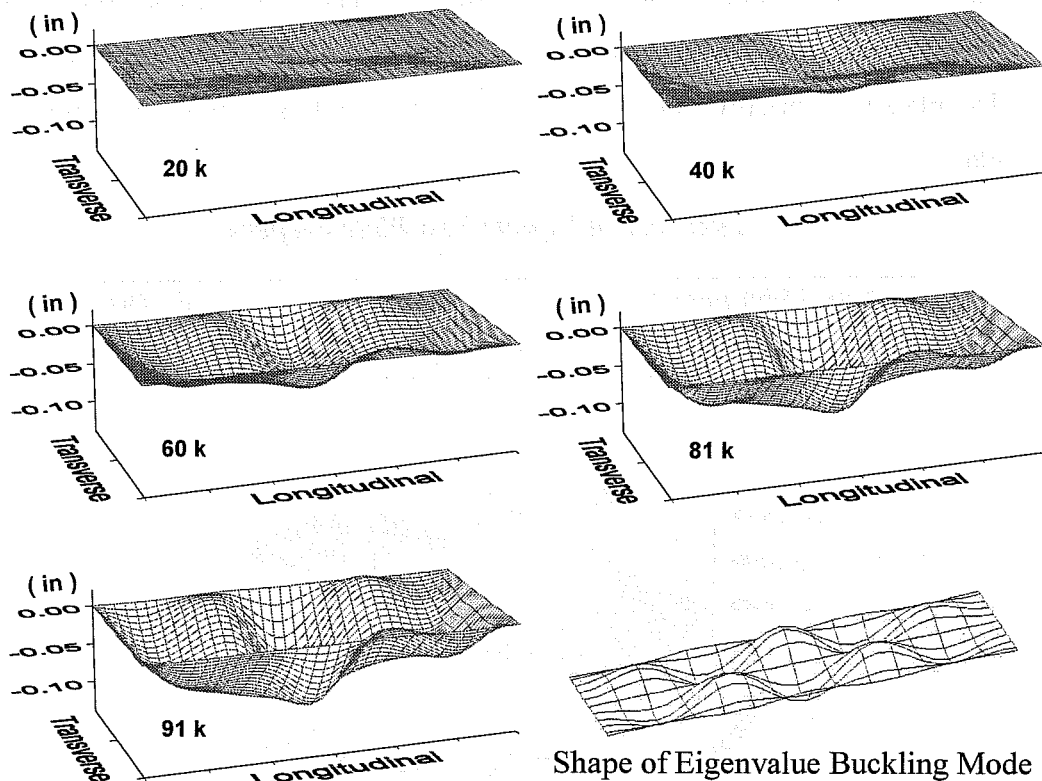 ( in )
0.00
-0.05
-0.10
Transverse
20 k
Longitudinal
( in )
0.00
-0.05
-0.10
Transverse
40 k
Longitudinal
( in )
0.00
-0.05
-0.10
Transverse
60 k
Longitudinal
( in )
0.00
-0.05
-0.10
Transverse
81 k
Longitudinal
( in )
0.00
-0.05
-0.10
Transverse
91 k
Longitudinal
Shape of Eigenvalue Buckling Mode